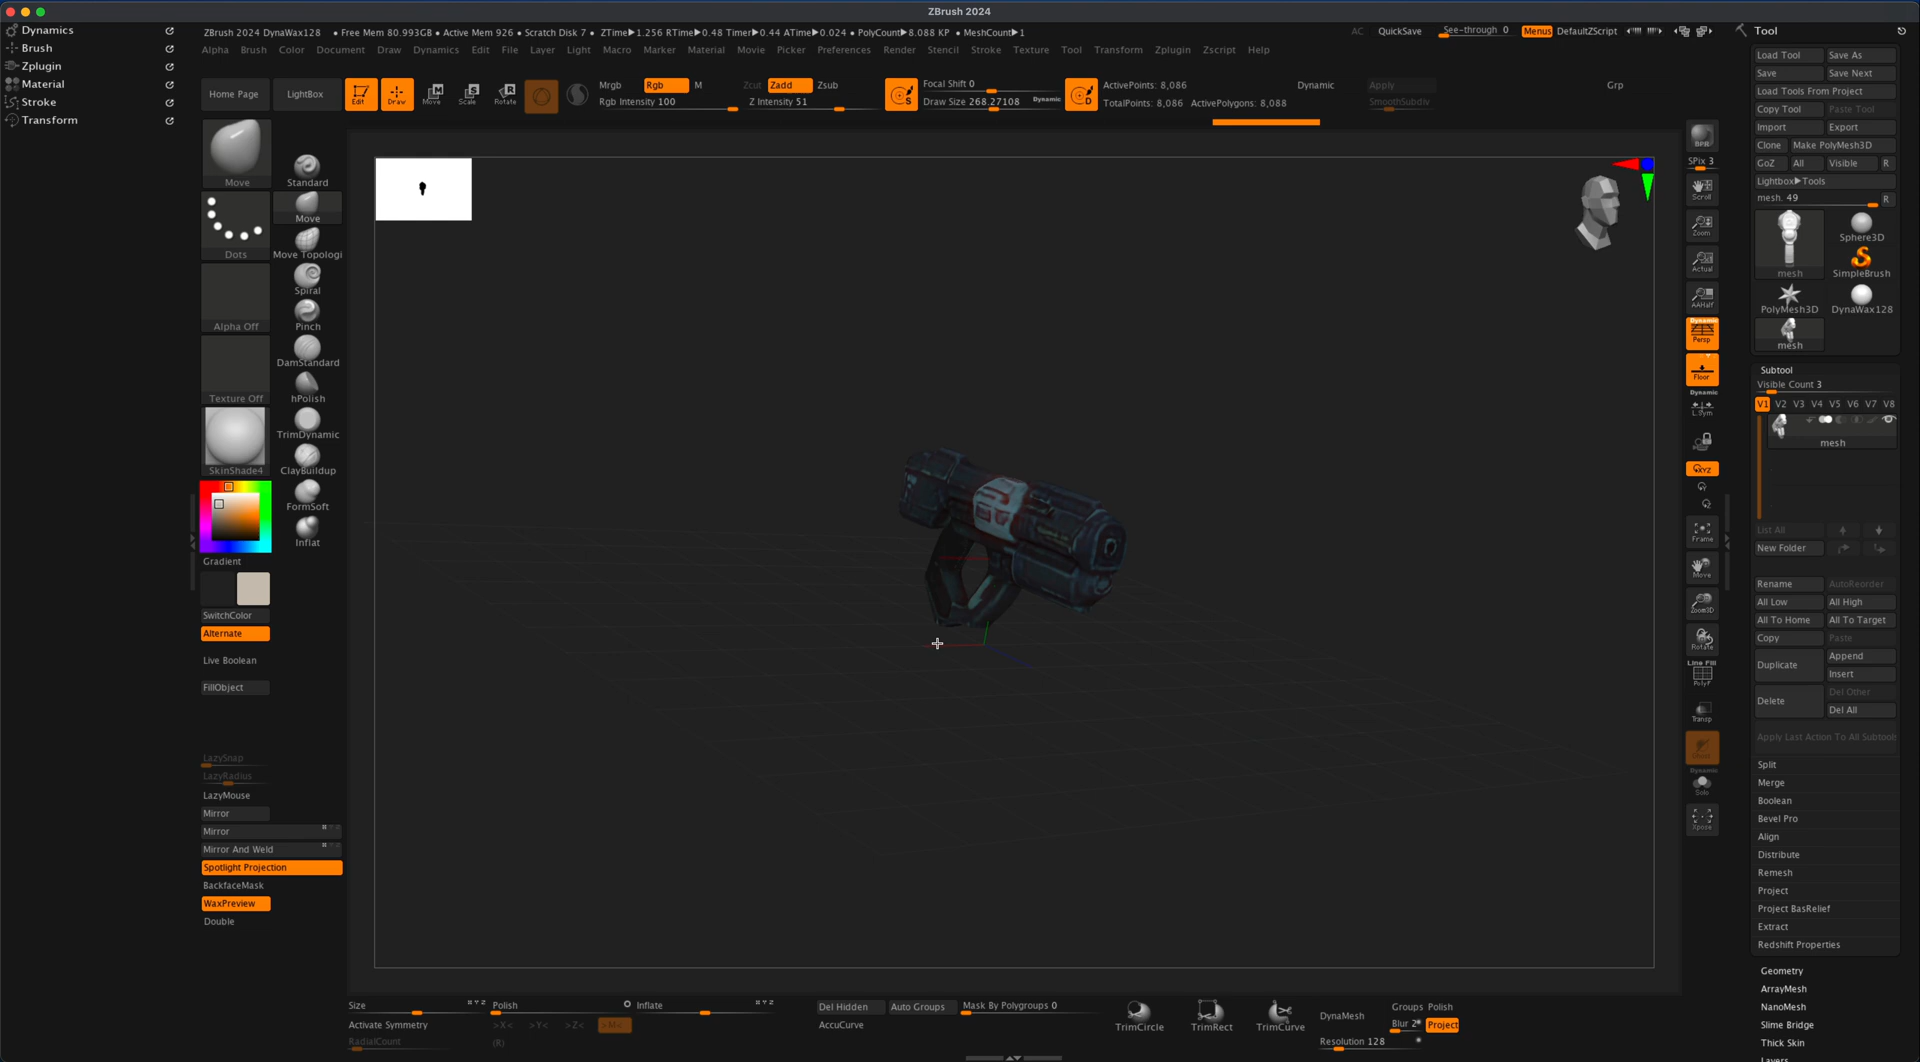 ZBrush 2024
Dynamics
Brush
Zplugin
Material
Stroke
Transform
ZBrush 2024 DynaWax128 • Free Mem 80.993GB • Active Mem 926 • Scratch Disk 7 • ZTime▶1.256 RTime▶0.48 Timer▶0.44 ATime▶0.024 • PolyCount▶8.088 KP • MeshCount▶1
AC QuickSave See-through 0 Menus DefaultZScript
Alpha Brush Color Document Draw Dynamics Edit File Layer Light Macro Marker Material Movie Picker Preferences Render Stencil Stroke Texture Tool Transform Zplugin Zscript Help
Home Page LightBox Edit Draw Move Scale Rotate
Mrgb Rgb M Zcut Zadd Zsub
Rgb Intensity 100 Z Intensity 51
Focal Shift 0
Draw Size 268.27108 Dynamic
ActivePoints: 8,086
TotalPoints: 8,086 ActivePolygons: 8,088
Dynamic Apply
SmoothSubdiv
Grp
Move
Dots
Alpha Off
Texture Off
SkinShade4
Gradient
SwitchColor
Alternate
Live Boolean
FillObject
LazySnap
LazyRadius
LazyMouse
Mirror
Mirror
Mirror And Weld
Spotlight Projection
BackfaceMask
WaxPreview
Double
Standard
Move
Move Topologi
Spiral
Pinch
DamStandard
hPolish
TrimDynamic
ClayBuildup
FormSoft
Inflat
BPR
SPix 3
Scroll
Zoom
Actual
AAHalf
Dynamic
Persp
Floor
Dynamic
L.Sym
XYZ
Frame
Move
Zoom3D
Rotate
Line Fill
PolyF
Transp
Dynamic
Solo
Xpose
Tool
Load Tool Save As
Save Save Next
Load Tools From Project
Copy Tool Paste Tool
Import Export
Clone Make PolyMesh3D
GoZ All Visible R
Lightbox▶Tools
mesh. 49 R
mesh
Sphere3D
SimpleBrush
PolyMesh3D DynaWax128
mesh
Subtool
Visible Count 3
V1 V2 V3 V4 V5 V6 V7 V8
mesh
List All
New Folder
Rename AutoReorder
All Low All High
All To Home All To Target
Copy Paste
Duplicate Append
Insert
Delete Del Other
Del All
Apply Last Action To All Subtools
Split
Merge
Boolean
Bevel Pro
Align
Distribute
Remesh
Project
Project BasRelief
Extract
Redshift Properties
Geometry
ArrayMesh
NanoMesh
Slime Bridge
Thick Skin
Layers
Size Polish Inflate
Activate Symmetry >X< >Y< >Z< >M<
RadialCount (R)
Del Hidden Auto Groups Mask By Polygroups 0
AccuCurve
TrimCircle TrimRect TrimCurve
DynaMesh
Groups Polish
Blur 2 Project
Resolution 128